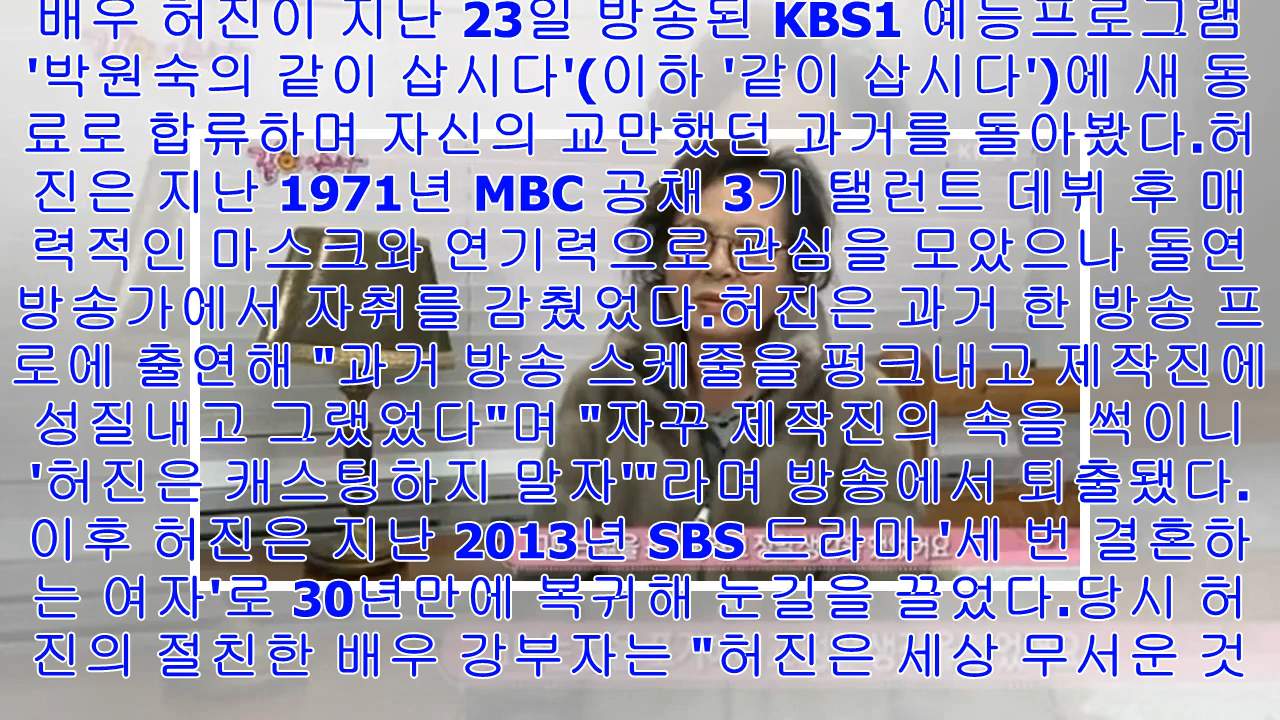 배우 허진이 지난 23일 방송된 KBS1 예능프로그램
'박원숙의 같이 삽시다'(이하 '같이 삽시다')에 새 동
료로 합류하며 자신의 교만했던 과거를 돌아봤다.허
진은 지난 1971년 MBC 공채 3기 탤런트 데뷔 후 매
력적인 마스크와 연기력으로 관심을 모았으나 돌연
방송가에서 자취를 감췄었다.허진은 과거 한 방송 프
로에 출연해 "과거 방송 스케줄을 펑크내고 제작진에
성질내고 그랬었다"며 "자꾸 제작진의 속을 썩이니
'허진은 캐스팅하지 말자'"라며 방송에서 퇴출됐다.
이후 허진은 지난 2013년 SBS 드라마 '세 번 결혼하
는 여자'로 30년만에 복귀해 눈길을 끌었다.당시 허
진의 절친한 배우 강부자는 "허진은 세상 무서운 것